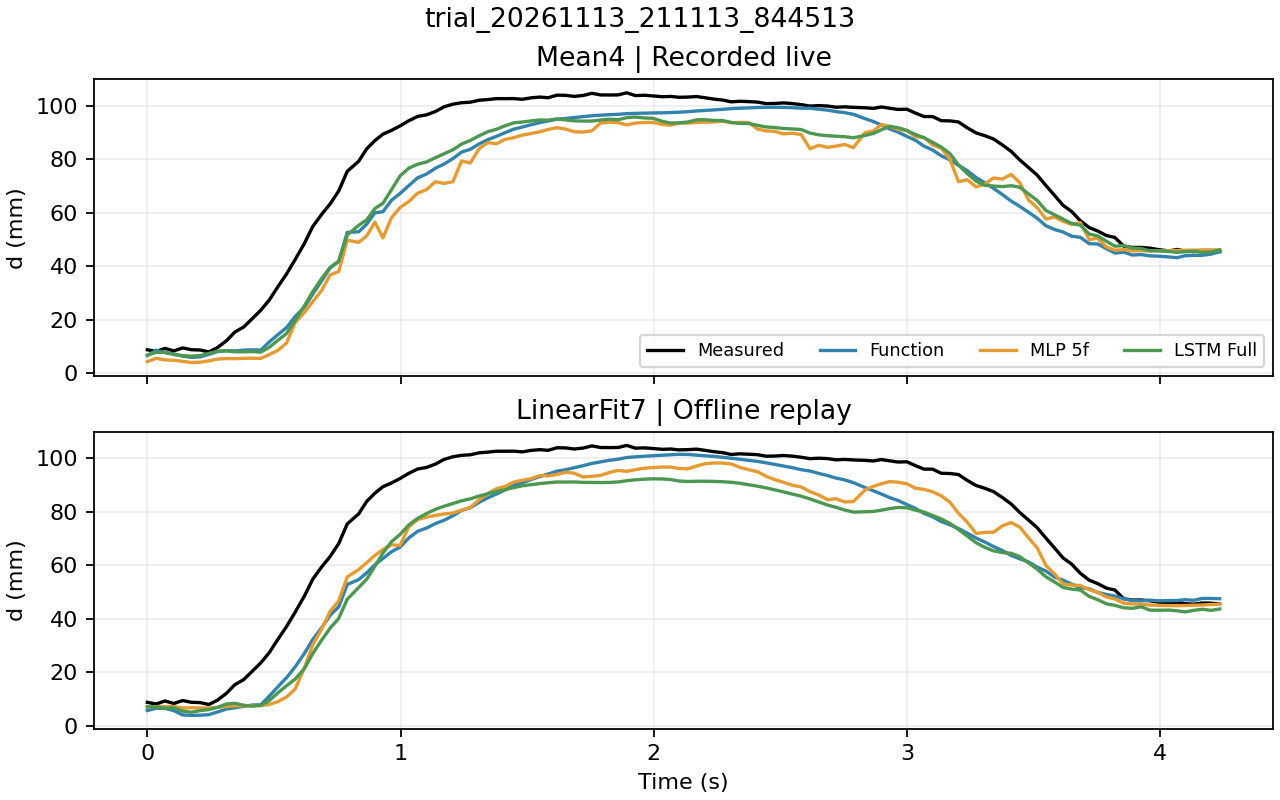 trial_20261113_211113_844513
Mean4 | Recorded live
100
80
60
40
20
0
d (mm)
Measured Function MLP 5f LSTM Full
LinearFit7 | Offline replay
100
80
60
40
20
0
d (mm)
0 1 2 3 4
Time (s)